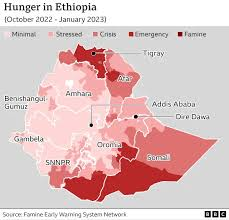 Hunger in Ethiopia
(October 2022 - January 2023)
Minimal Stressed Crisis Emergency Famine
Tigray
Afar
Amhara
Benishangul-
Gumuz
Addis Ababa
Dire Dawa
Gambela
Oromia
Somali
SNNPR
Source: Famine Early Warning System Network
BBC